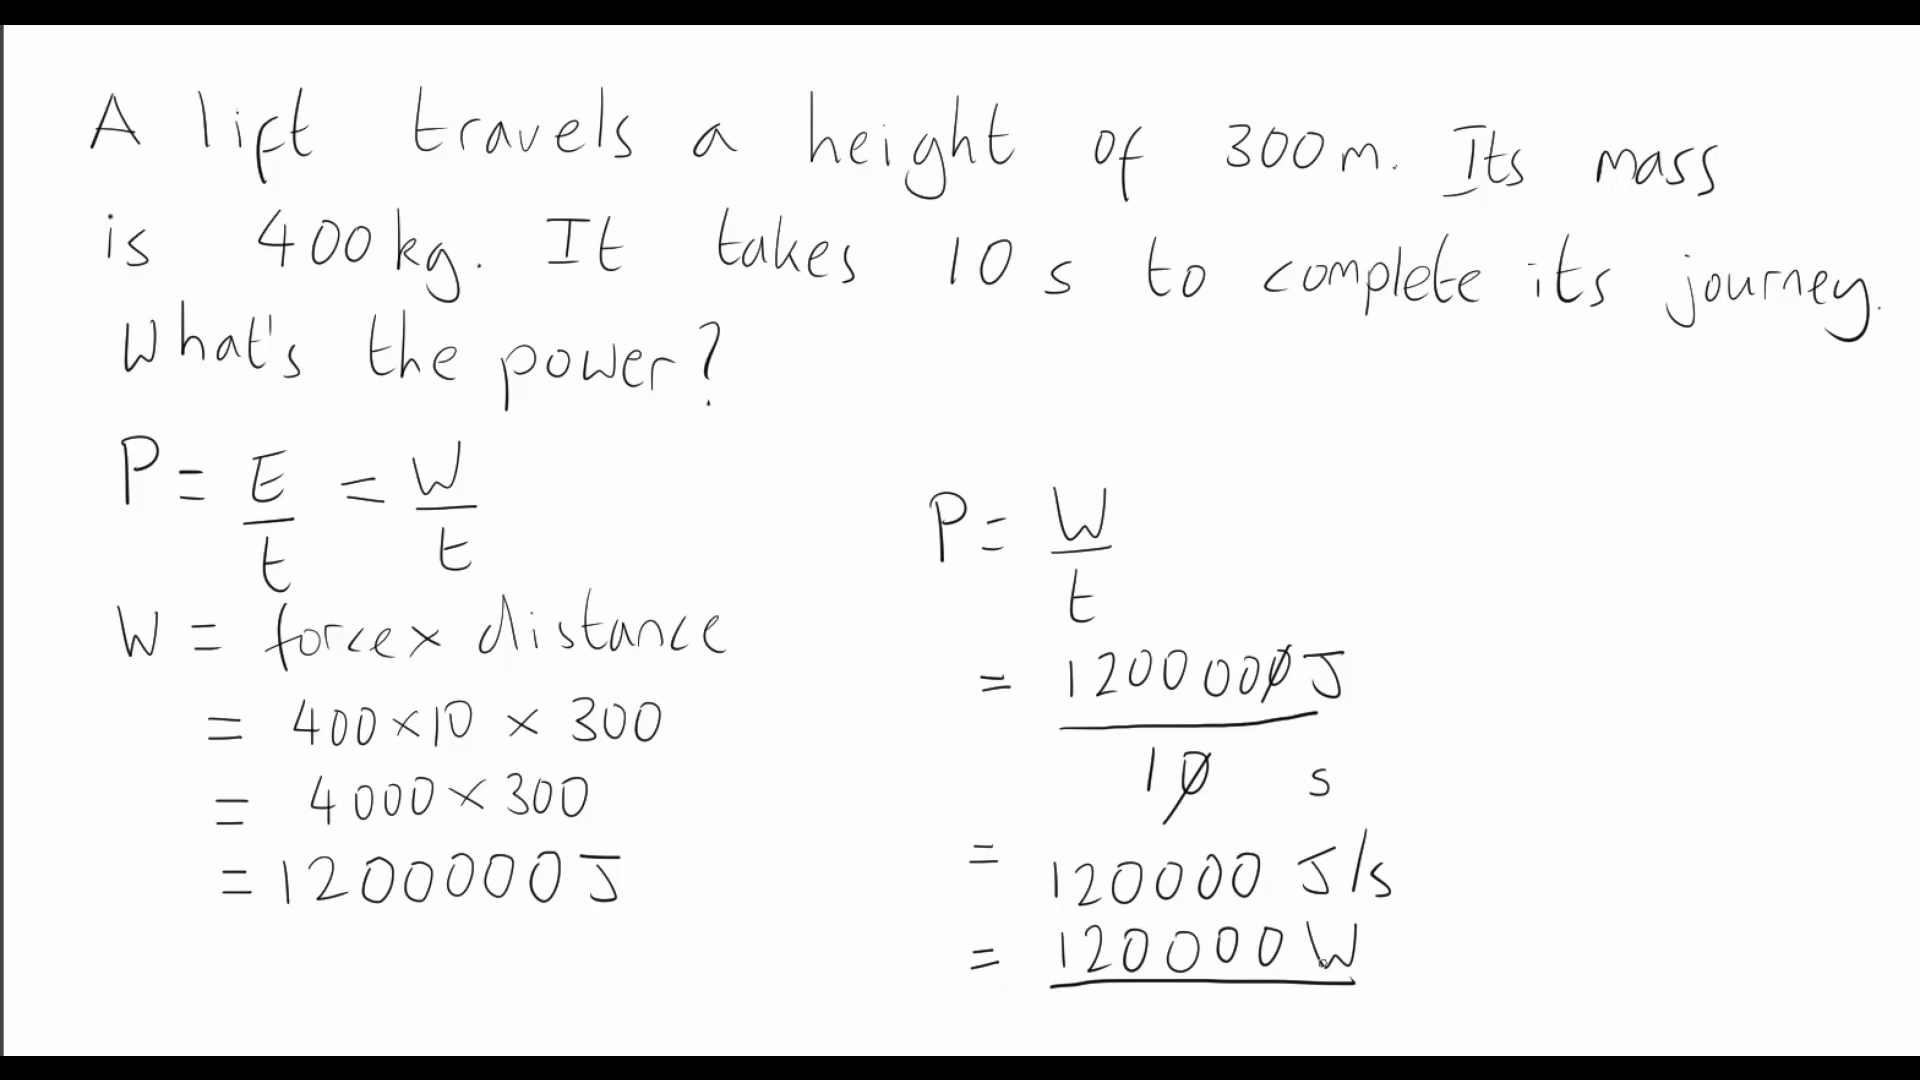 A lift travels a height of 300m. Its mass
is 400kg. It takes 10 s to complete its journey.
What's the power?
P = E/t = W/t
W = force x distance
= 400 x 10 x 300
= 4000 x 300
= 1200000 J
P = W/t
= 1200000 J / 10 s
= 120000 J/s
= 120000 W